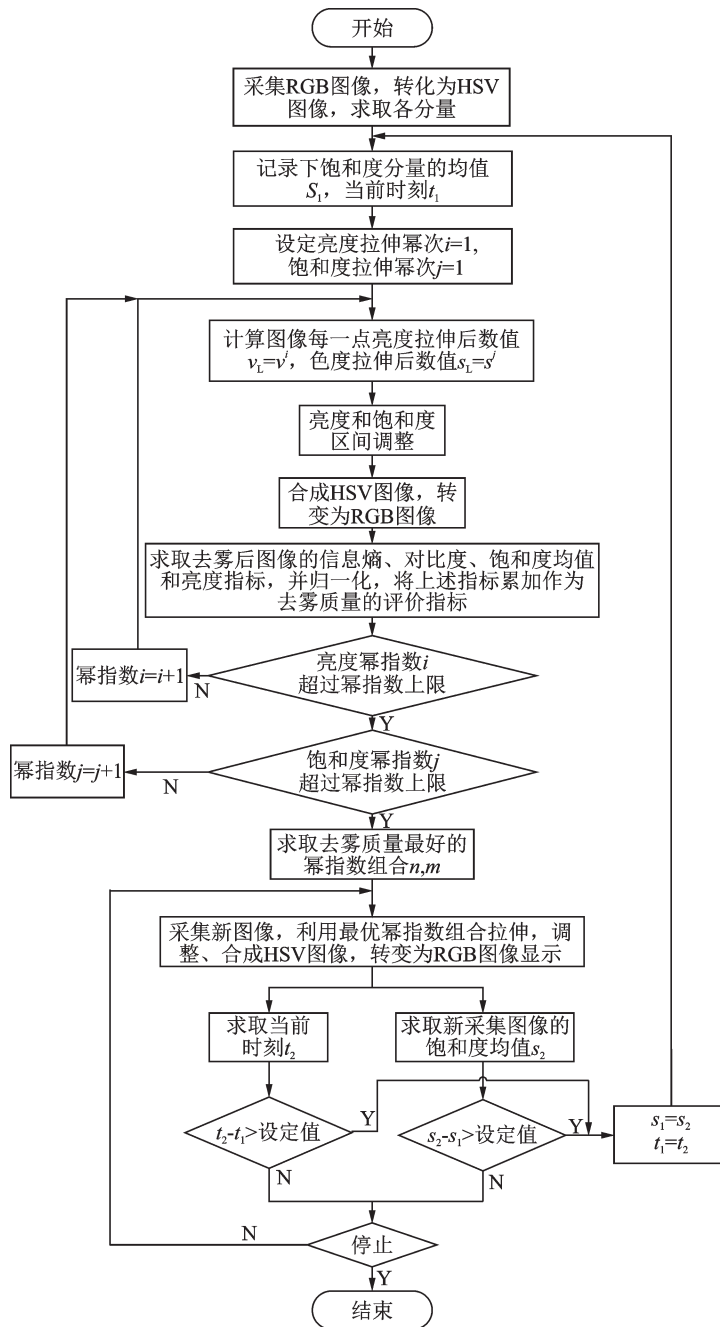 开始
采集RGB图像，转化为HSV
图像，求取各分量
记录下饱和度分量的均值
S₁，当前时刻t₁
设定亮度拉伸幂次i=1,
饱和度拉伸幂次j=1
计算图像每一点亮度拉伸后数值
v_L=vⁱ，色度拉伸后数值s_L=sʲ
亮度和饱和度
区间调整
合成HSV图像，转
变为RGB图像
求取去雾后图像的信息熵、对比度、饱和度均值
和亮度指标，并归一化，将上述指标累加作为
去雾质量的评价指标
亮度幂指数i
超过幂指数上限
幂指数i=i+1
N
Y
饱和度幂指数j
超过幂指数上限
幂指数j=j+1
N
Y
求取去雾质量最好的
幂指数组合n,m
采集新图像，利用最优幂指数组合拉伸，调
整、合成HSV图像，转变为RGB图像显示
求取当前
时刻t₂
求取新采集图像的
饱和度均值s₂
t₂-t₁>设定值
Y
s₂-s₁>设定值
Y
s₁=s₂
t₁=t₂
N
N
停止
N
Y
结束